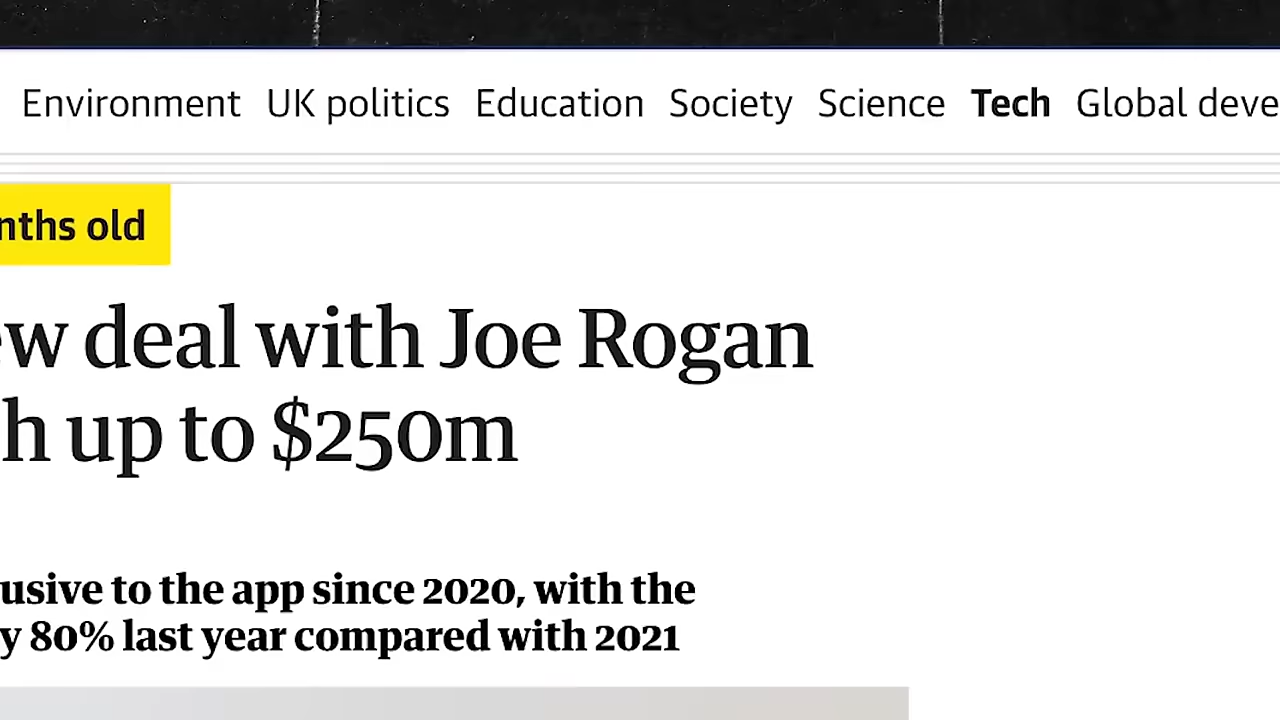 Environment UK politics Education Society Science Tech Global deve
nths old
ew deal with Joe Rogan
h up to $250m
usive to the app since 2020, with the
y 80% last year compared with 2021